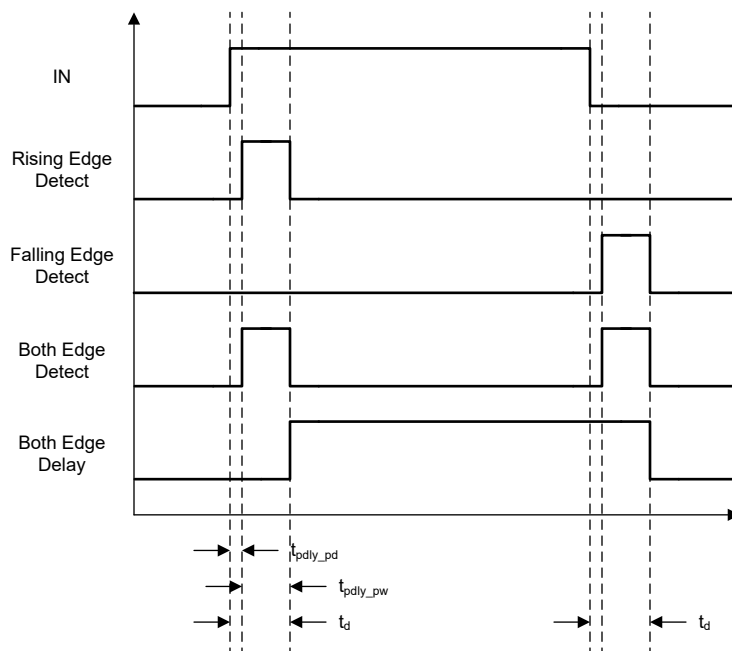 IN
Rising Edge
Detect
Falling Edge
Detect
Both Edge
Detect
Both Edge
Delay
tpdly_pd
tpdly_pw
td
td